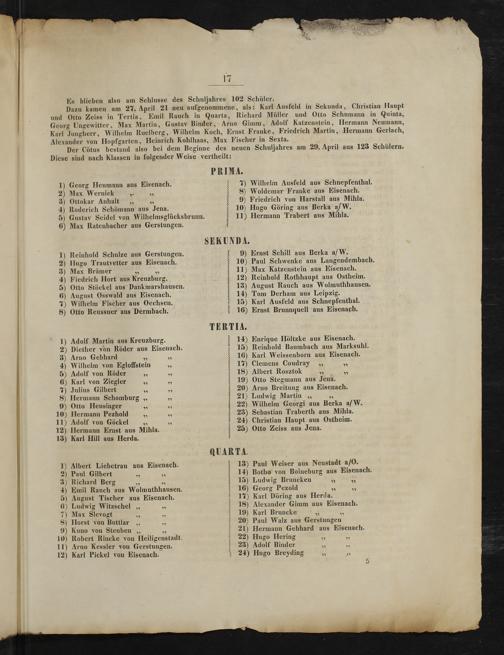 17
Es blieben also am Schlusse des Schuljahres 102 Schüler.
Dazu kamen am 27. April 21 neu aufgenommene, als: Karl Ausfeld in Sekunda, Christian Haupt
und Otto Zeiss in Tertia, Emil Rauch in Quarta, Richard Müller und Otto Schumann in Quinta,
Georg Ungewitter, Max Martin, Gustav Binder, Arno Gimm, Adolf Katzenstein, Hermann Neumann,
Karl Jungherr, Wilhelm Ruelberg, Wilhelm Koch, Ernst Franke, Friedrich Martin, Hermann Gerlach,
Alexander von Hopfgarten, Heinrich Kohlhaas, Max Fischer in Sexta.
Der Cötus bestand also bei dem Beginne des neuen Schuljahres am 29. April aus 123 Schülern.
Diese sind nach Klassen in folgender Weise vertheilt:
PRIMA.
1) Georg Heumann aus Eisenach.
2) Max Wernick „ „
3) Ottokar Anhalt „ „
4) Roderich Schömann aus Jena.
5) Gustav Seidel von Wilhelmsglücksbrunn.
6) Max Ratenbacher aus Gerstungen.
7) Wilhelm Ausfeld aus Schnepfenthal.
8) Woldemar Franke aus Eisenach.
9) Friedrich von Harstall aus Mihla.
10) Hugo Göring aus Berka a/W.
11) Hermann Trabert aus Mihla.
SEKUNDA.
1) Reinhold Schulze aus Gerstungen.
2) Hugo Trautvetter aus Eisenach.
3) Max Brämer „ „
4) Fiedrich Hort aus Kreuzburg.
5) Otto Stöckel aus Dankmarshausen.
6) August Osswald aus Eisenach.
7) Wilhelm Fischer aus Oechsen.
8) Otto Reussner aus Dermbach.
9) Ernst Schill aus Berka a/W.
10) Paul Schwenke aus Langendembach.
11) Max Katzenstein aus Eisenach.
12) Reinhold Rothhaupt aus Ostheim.
13) August Rauch aus Wolmuthhausen.
14) Tom Derham aus Leipzig.
15) Karl Ausfeld aus Schnepfenthal.
16) Ernst Brunnquell aus Eisenach.
TERTIA.
1) Adolf Martin aus Kreuzburg.
2) Diether von Röder aus Eisenach.
3) Arno Gebhard „ „
4) Wilhelm von Egloffstein „ „
5) Adolf von Röder „ „
6) Karl von Ziegler „ „
7) Julius Gilbert „ „
8) Hermann Schomburg „ „
9) Otto Heusinger „ „
10) Hermann Pezhold „ „
11) Adolf von Göckel „ „
12) Hermann Ernst aus Mihla.
13) Karl Hill aus Herda.
14) Enrique Höltzke aus Eisenach.
15) Reinhold Baumbach aus Marksuhl.
16) Karl Weissenborn aus Eisenach.
17) Clemens Coudray „ „
18) Albert Rosztok „ „
19) Otto Stegmann aus Jena.
20) Arno Breitung aus Eisenach.
21) Ludwig Martin „ „
22) Wilhelm Georgi aus Berka a/W.
23) Sebastian Traberth aus Mihla.
24) Christian Haupt aus Ostheim.
25) Otto Zeiss aus Jena.
QUARTA.
1) Albert Liebetrau aus Eisenach.
2) Paul Gilbert „ „
3) Richard Berg „ „
4) Emil Rauch aus Wolmuthhausen.
5) August Tischer aus Eisenach.
6) Ludwig Witzschel „ „
7) Max Slevogt „ „
8) Horst von Buttlar „ „
9) Kuno von Steuben „ „
10) Robert Rincke von Heiligenstadt.
11) Arno Kessler von Gerstungen.
12) Karl Pickel von Eisenach.
13) Paul Weiser aus Neustadt a/O.
14) Botho von Boineburg aus Eisenach.
15) Ludwig Bruncken „ „
16) Georg Pezold „ „
17) Karl Döring aus Herda.
18) Alexander Gimm aus Eisenach.
19) Karl Bruncke „ „
20) Paul Walz aus Gerstungen
21) Hermann Gebhard aus Eisenach.
22) Hugo Hering „ „
23) Adolf Binder „ „
24) Hugo Breyding „ „
5